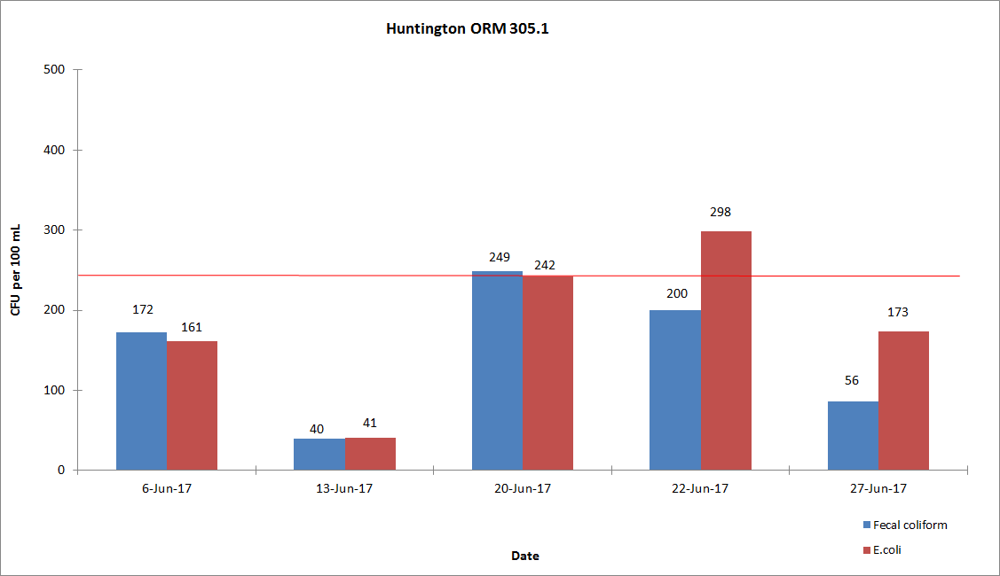 Huntington ORM 305.1
500
400
300
200
100
0
CFU per 100 mL
172
161
40
41
249
242
200
298
56
173
6-Jun-17
13-Jun-17
20-Jun-17
22-Jun-17
27-Jun-17
Date
Fecal coliform
E.coli